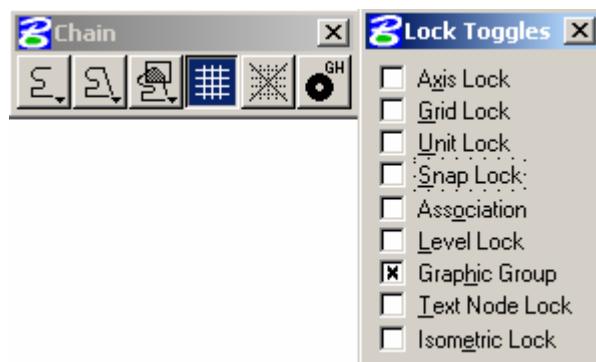 Chain
GH
Lock Toggles
Axis Lock
Grid Lock
Unit Lock
Snap Lock
Association
Level Lock
Graphic Group
Text Node Lock
Isometric Lock